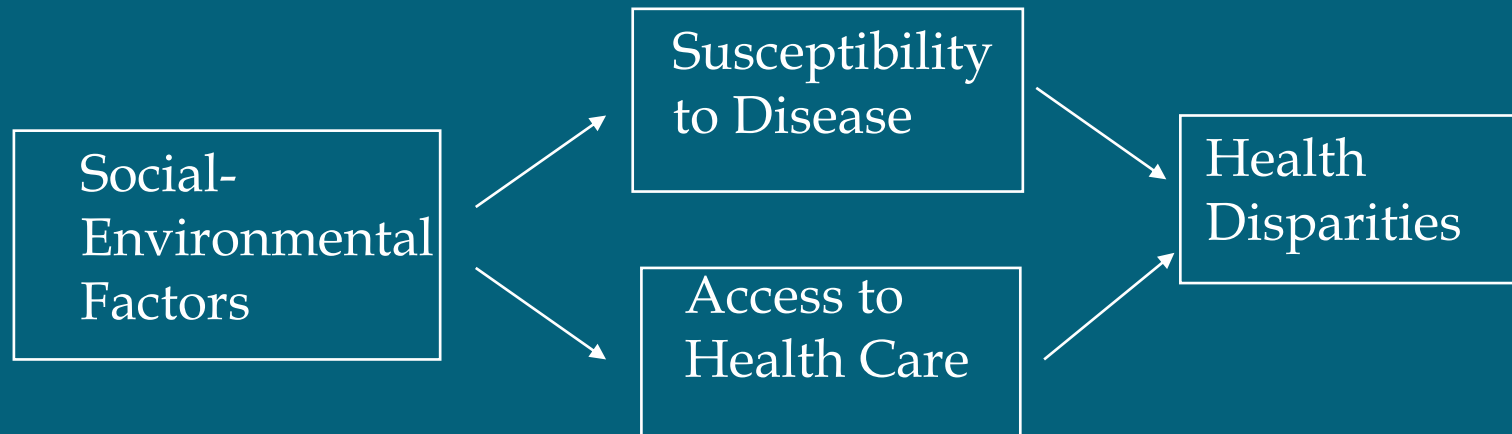 Social-
Environmental
Factors
Susceptibility
to Disease
Access to
Health Care
Health
Disparities